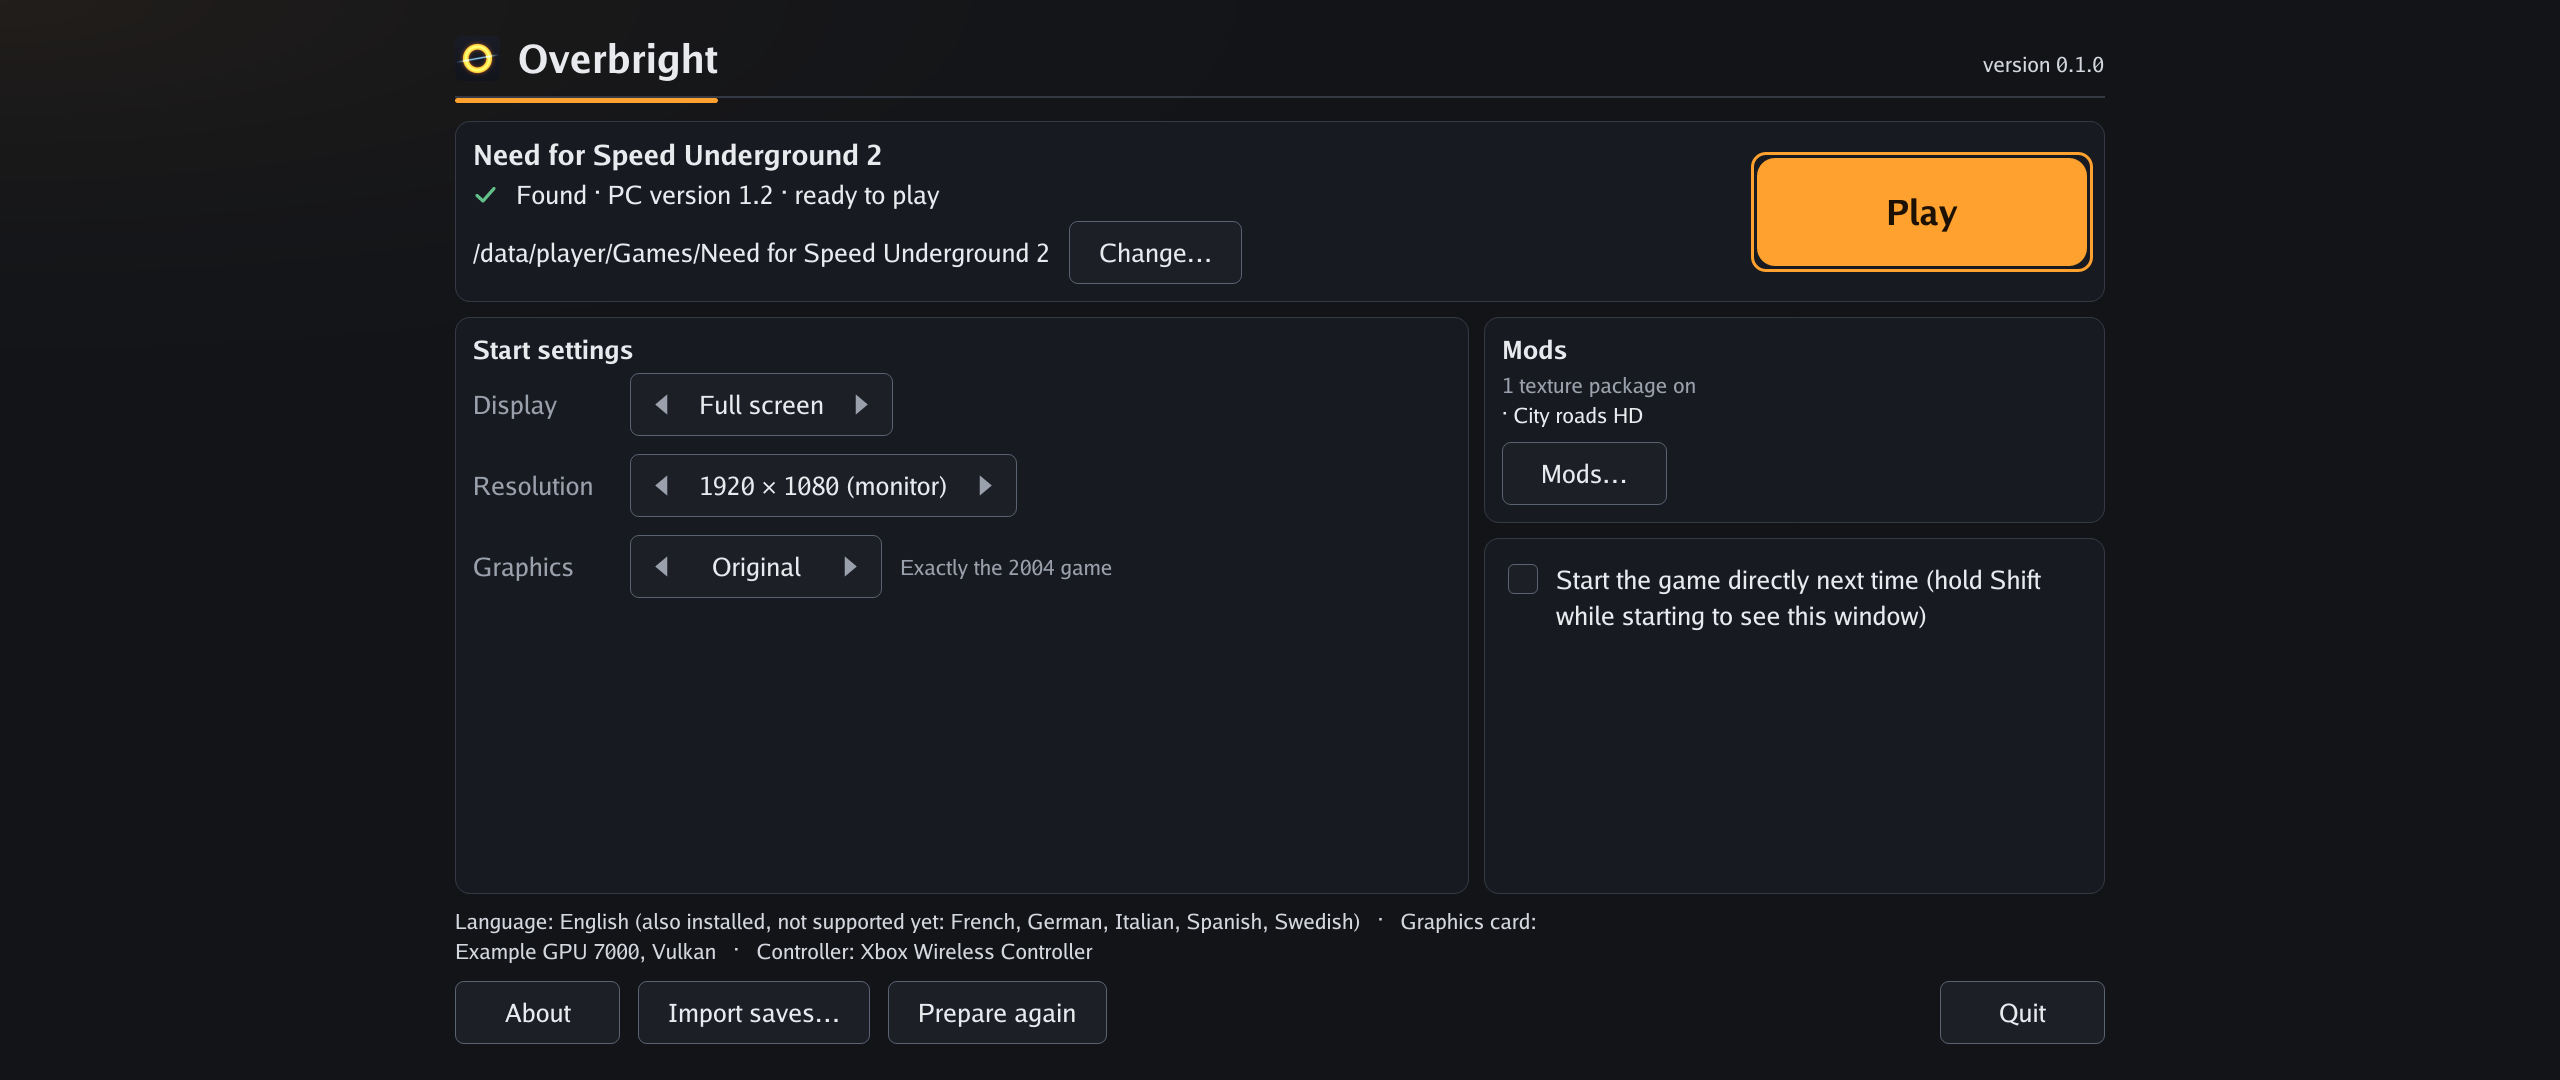 Overbright
version 0.1.0
Need for Speed Underground 2
Found · PC version 1.2 · ready to play
Play
/data/player/Games/Need for Speed Underground 2
Change...
Start settings
Display
Full screen
Resolution
1920 × 1080 (monitor)
Graphics
Original
Exactly the 2004 game
Mods
1 texture package on
· City roads HD
Mods...
Start the game directly next time (hold Shift
while starting to see this window)
Language: English (also installed, not supported yet: French, German, Italian, Spanish, Swedish) · Graphics card:
Example GPU 7000, Vulkan · Controller: Xbox Wireless Controller
About
Import saves...
Prepare again
Quit